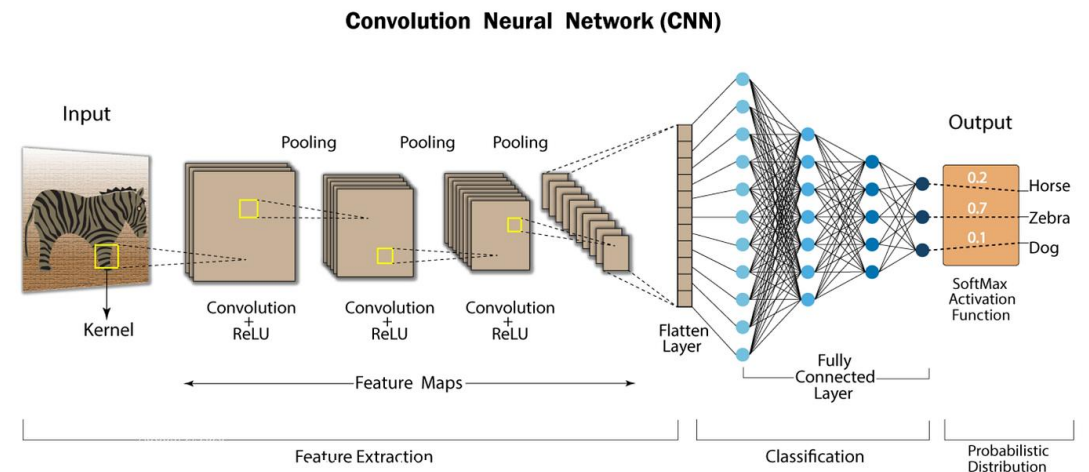 Convolution Neural Network (CNN)
Input
Kernel
Pooling
Pooling
Pooling
Convolution
+
ReLU
Convolution
+
ReLU
Convolution
+
ReLU
Feature Maps
Flatten
Layer
Fully
Connected
Layer
Output
0.2
Horse
0.7
Zebra
0.1
Dog
SoftMax
Activation
Function
Feature Extraction
Classification
Probabilistic
Distribution